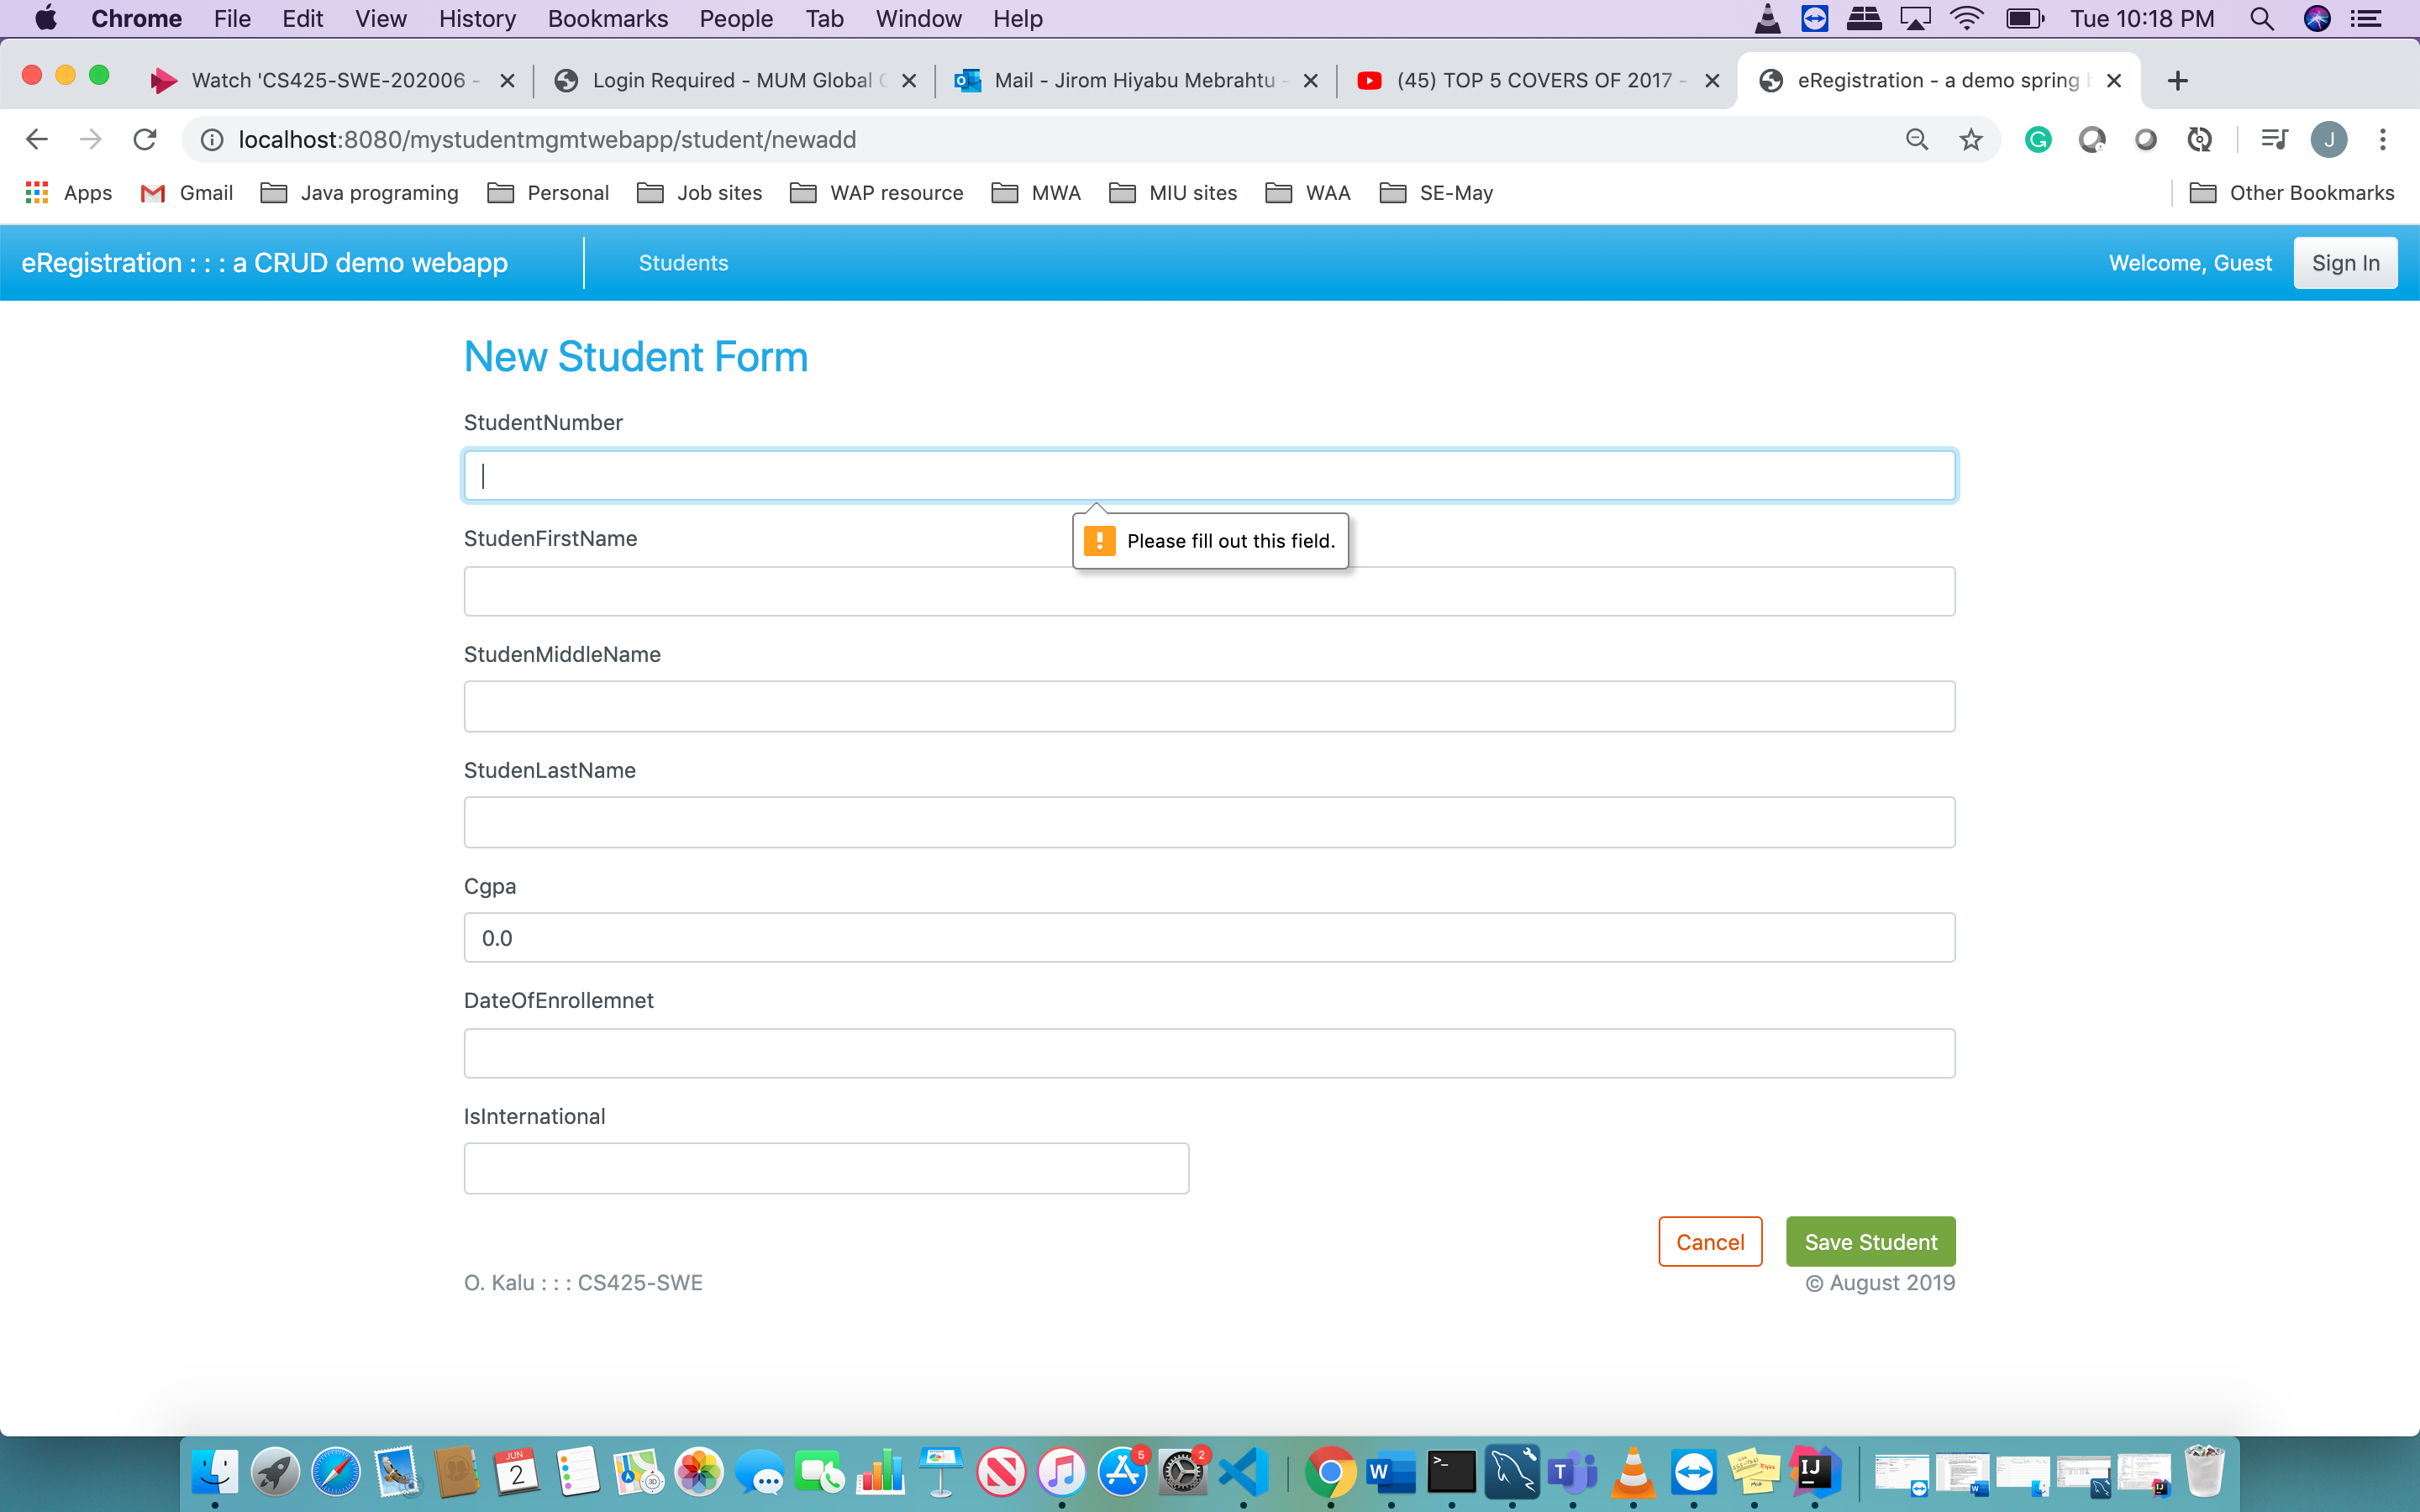 Chrome File Edit View History Bookmarks People Tab Window Help Tue 10:18 PM
Watch 'CS425-SWE-202006 - Login Required - MUM Global Mail - Jirom Hiyabu Mebrahtu - (45) TOP 5 COVERS OF 2017 - eRegistration - a demo spring
localhost:8080/mystudentmgmtwebapp/student/newadd J
Apps Gmail Java programing Personal Job sites WAP resource MWA MIU sites WAA SE-May Other Bookmarks
eRegistration : : : a CRUD demo webapp Students Welcome, Guest Sign In
New Student Form
StudentNumber
Please fill out this field.
StudenFirstName
StudenMiddleName
StudenLastName
Cgpa
0.0
DateOfEnrollemnet
IsInternational
Cancel Save Student
O. Kalu : : : CS425-SWE © August 2019
JUN 2 3D 5 2 W >_ T IJ